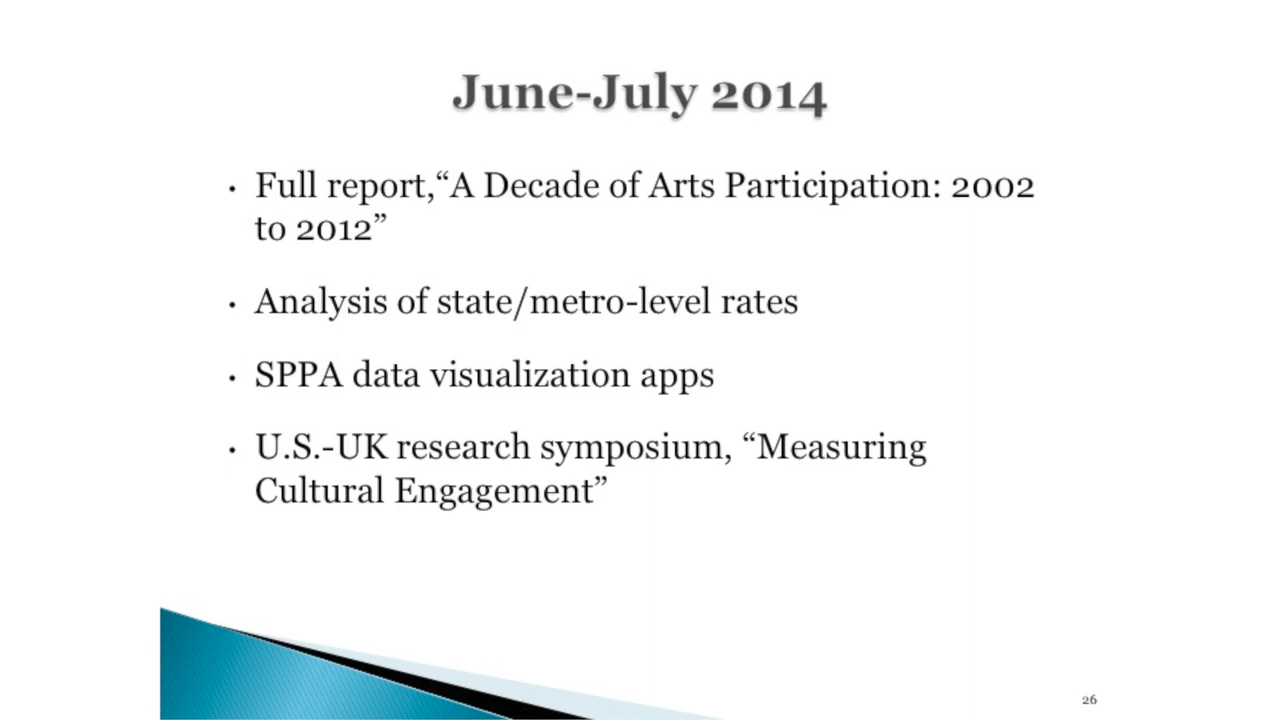 June-July 2014
• Full report,“A Decade of Arts Participation: 2002
to 2012”
• Analysis of state/metro-level rates
• SPPA data visualization apps
• U.S.-UK research symposium, “Measuring
Cultural Engagement”
26